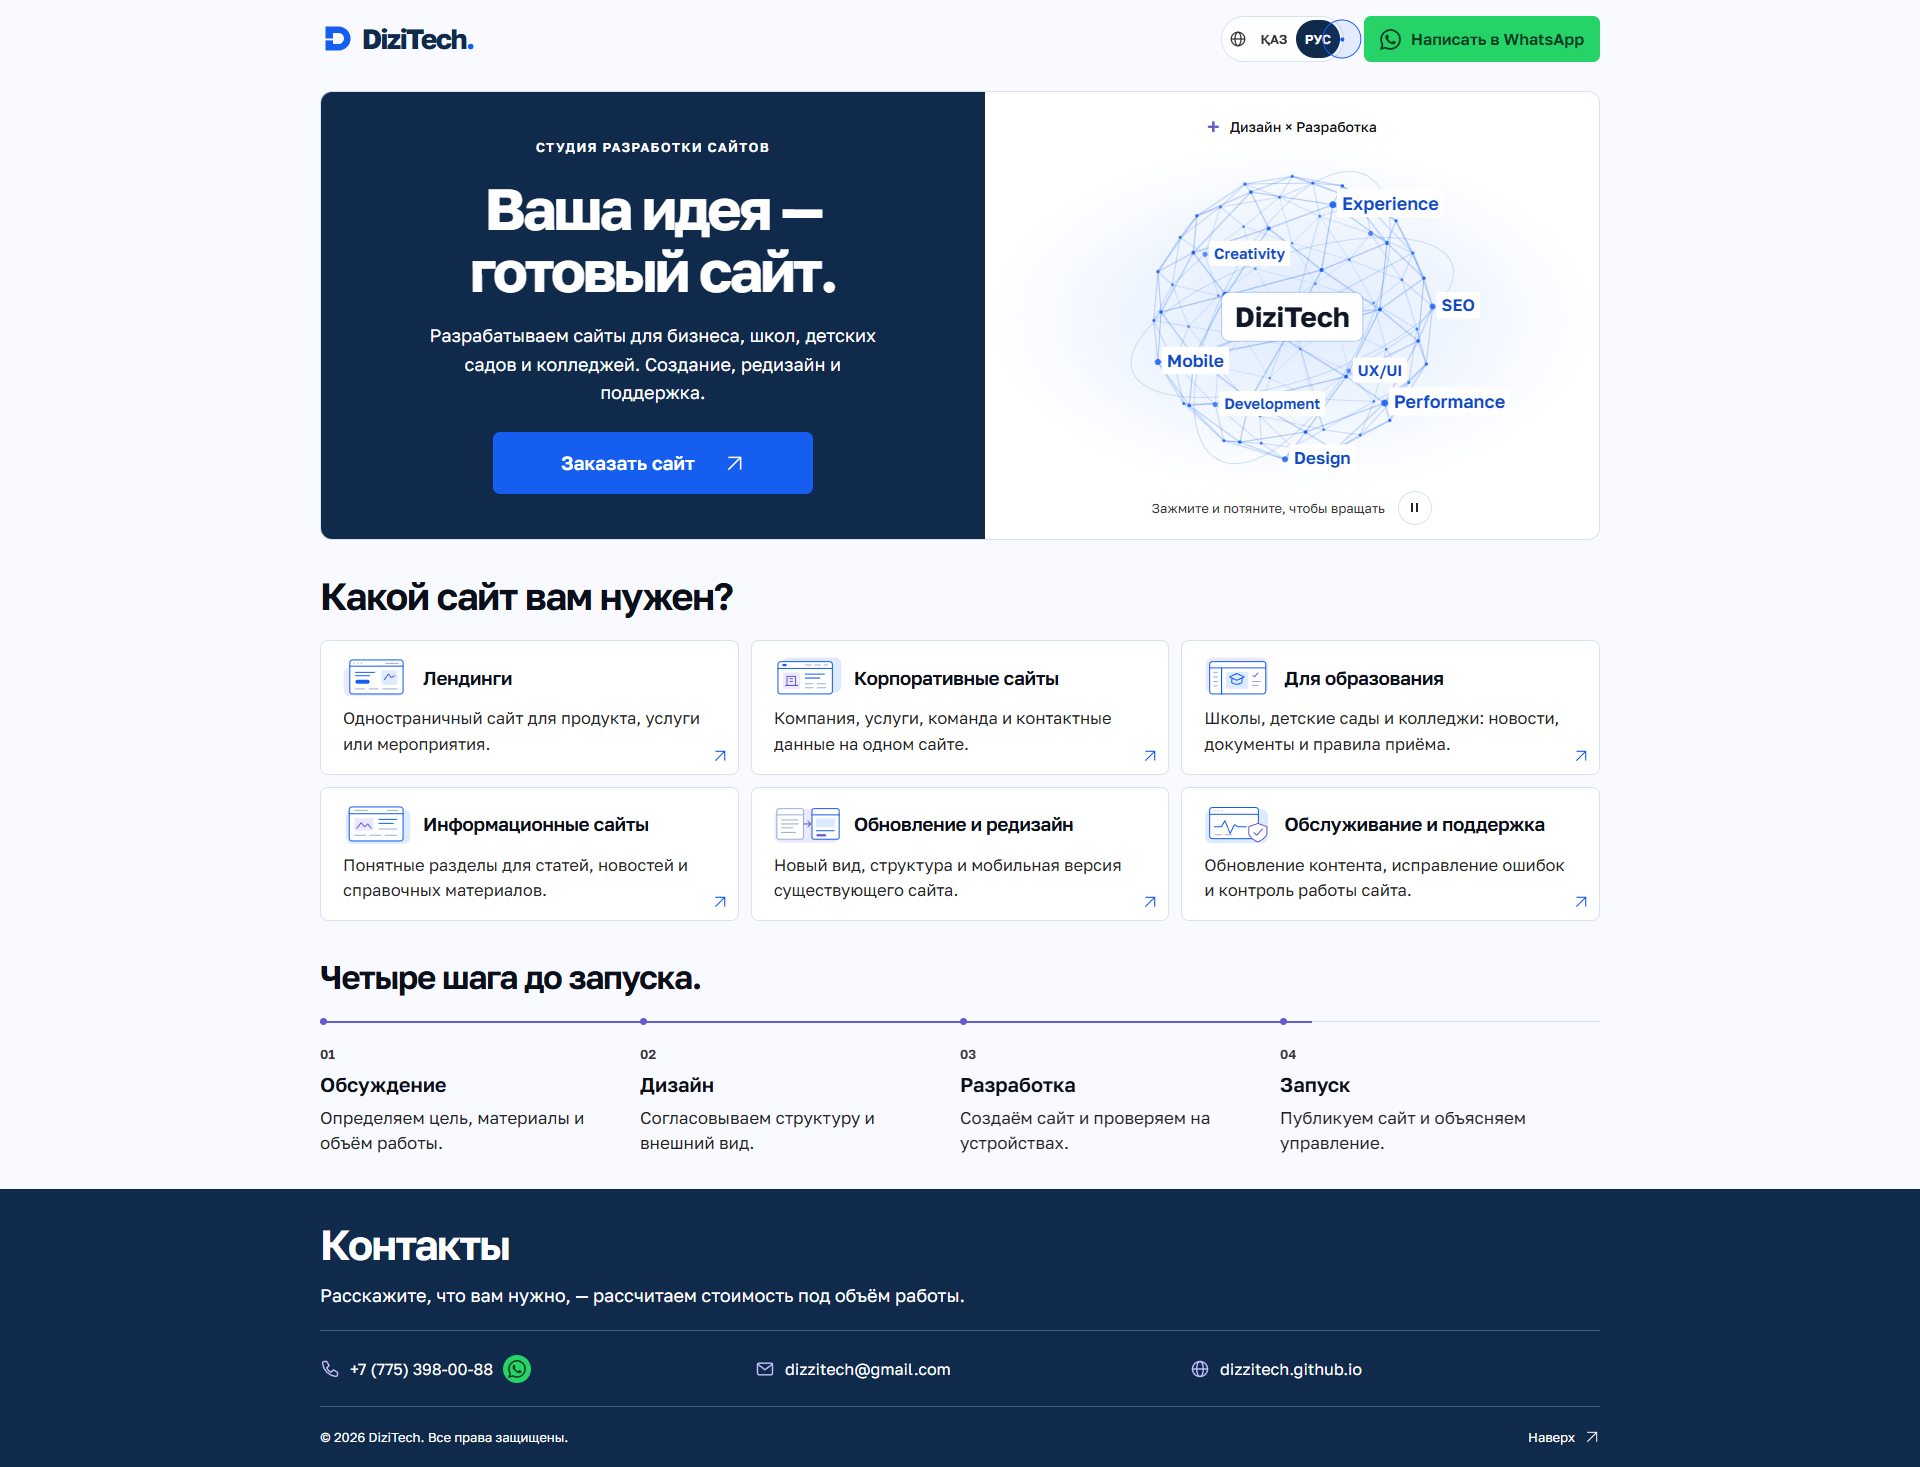 DiziTech.
ҚАЗ
РУС
Написать в WhatsApp
СТУДИЯ РАЗРАБОТКИ САЙТОВ
Ваша идея —
готовый сайт.
Разрабатываем сайты для бизнеса, школ, детских
садов и колледжей. Создание, редизайн и
поддержка.
Заказать сайт
+ Дизайн × Разработка
Experience
Creativity
SEO
DiziTech
Mobile
UX/UI
Development
Performance
Design
Зажмите и потяните, чтобы вращать
Какой сайт вам нужен?
Лендинги
Одностраничный сайт для продукта, услуги
или мероприятия.
Корпоративные сайты
Компания, услуги, команда и контактные
данные на одном сайте.
Для образования
Школы, детские сады и колледжи: новости,
документы и правила приёма.
Информационные сайты
Понятные разделы для статей, новостей и
справочных материалов.
Обновление и редизайн
Новый вид, структура и мобильная версия
существующего сайта.
Обслуживание и поддержка
Обновление контента, исправление ошибок
и контроль работы сайта.
Четыре шага до запуска.
01
Обсуждение
Определяем цель, материалы и
объём работы.
02
Дизайн
Согласовываем структуру и
внешний вид.
03
Разработка
Создаём сайт и проверяем на
устройствах.
04
Запуск
Публикуем сайт и объясняем
управление.
Контакты
Расскажите, что вам нужно, — рассчитаем стоимость под объём работы.
+7 (775) 398-00-88
dizzitech@gmail.com
dizzitech.github.io
© 2026 DiziTech. Все права защищены.
Наверх